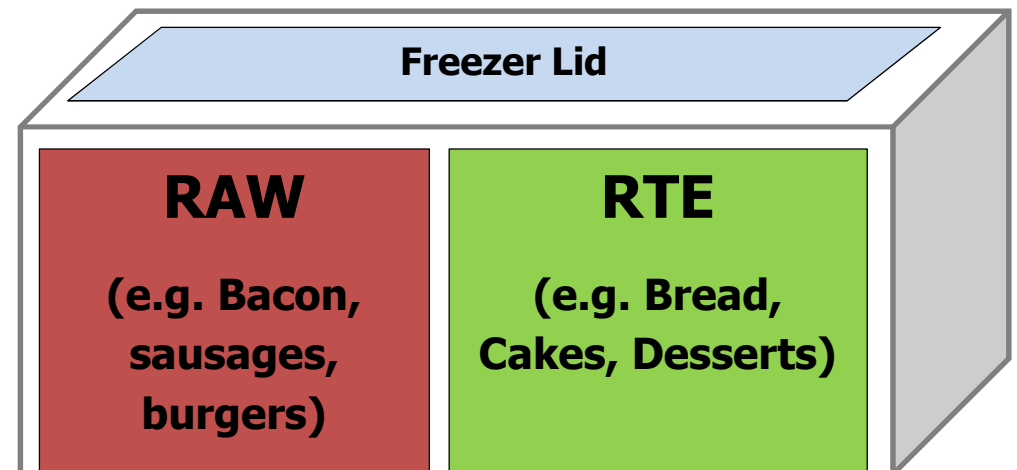 Freezer Lid
RAW
(e.g. Bacon,
sausages,
burgers)
RTE
(e.g. Bread,
Cakes, Desserts)